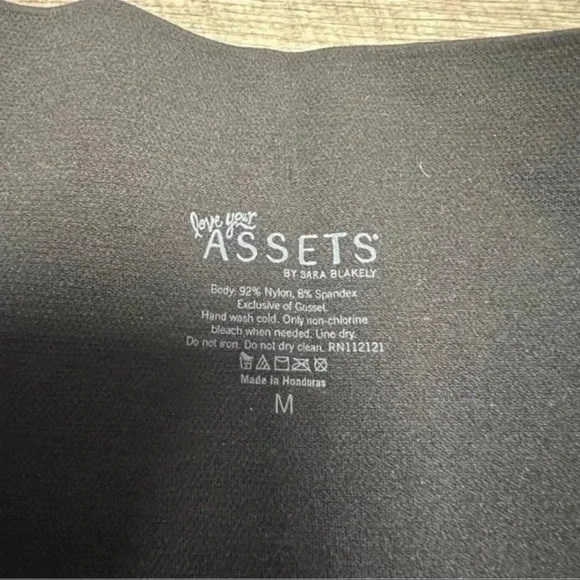 love your
ASSETS®
BY SARA BLAKELY
Body: 92% Nylon, 8% Spandex
Exclusive of Gusset.
Hand wash cold. Only non-chlorine
bleach when needed. Line dry.
Do not iron. Do not dry clean. RN112121
Made in Honduras
M